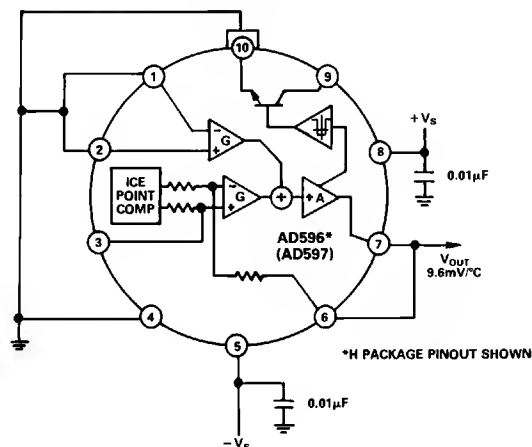 10
1
9
2
G
+VS
8
ICE
POINT
COMP
G
A
0.01µF
3
AD596*
(AD597)
7
VOUT
9.6mV/°C
4
6
5
*H PACKAGE PINOUT SHOWN
0.01µF
–VS